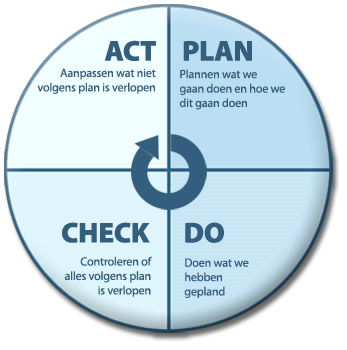 ACT
Aanpassen wat niet
volgens plan is verlopen
PLAN
Plannen wat we
gaan doen en hoe we
dit gaan doen
CHECK
Controleren of
alles volgens plan
is verlopen
DO
Doen wat we
hebben
gepland